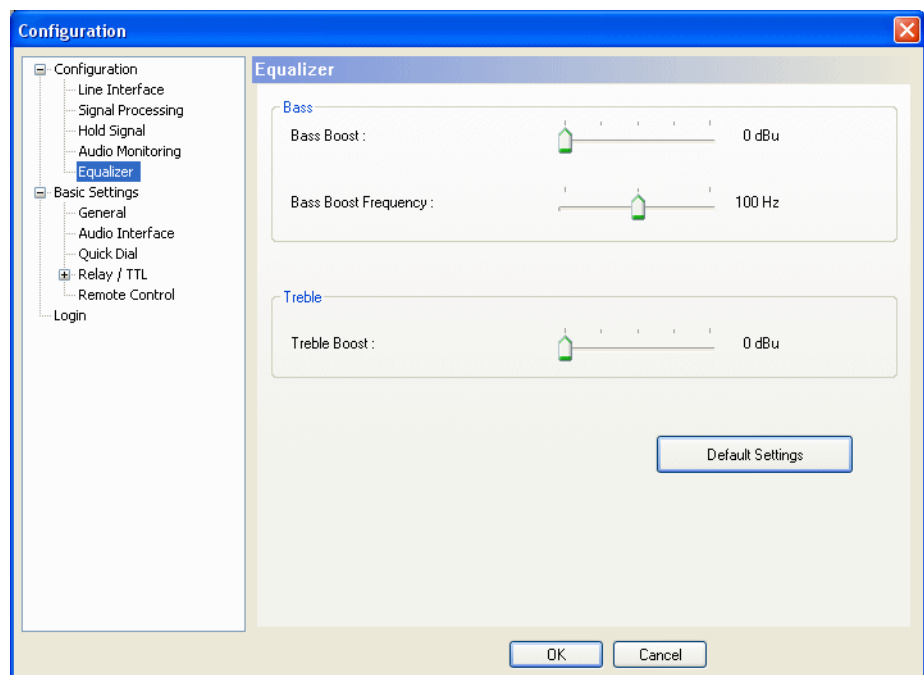 Configuration
Configuration
Line Interface
Signal Processing
Hold Signal
Audio Monitoring
Equalizer
Basic Settings
General
Audio Interface
Quick Dial
Relay / TTL
Remote Control
Login
Equalizer
Bass
Bass Boost : 0 dBu
Bass Boost Frequency : 100 Hz
Treble
Treble Boost : 0 dBu
Default Settings
OK Cancel